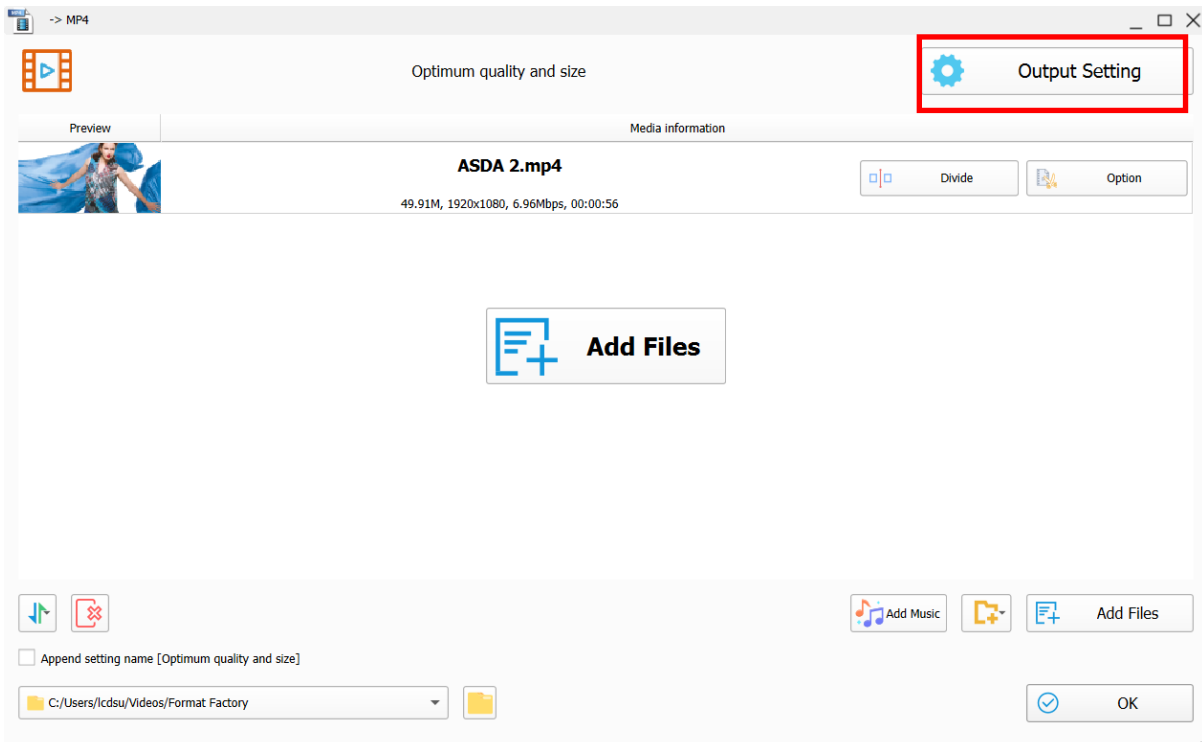 -> MP4
Optimum quality and size
Output Setting
Preview
Media information
ASDA 2.mp4
49.91M, 1920x1080, 6.96Mbps, 00:00:56
Divide
Option
Add Files
Add Music
Add Files
Append setting name [Optimum quality and size]
C:/Users/lcdsu/Videos/Format Factory
OK